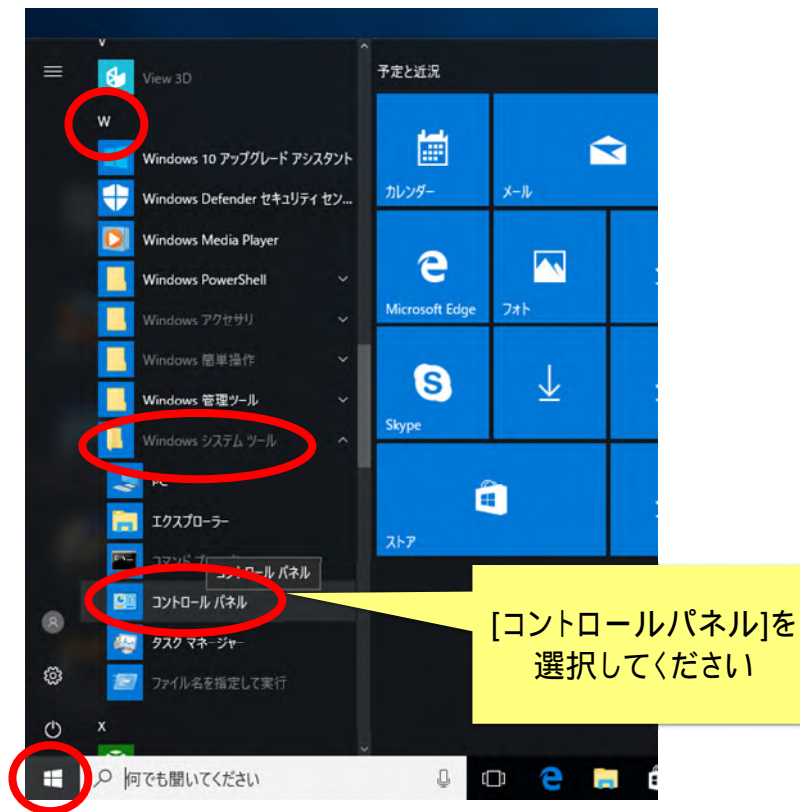 V
View 3D
W
Windows 10 アップグレード アシスタント
Windows Defender セキュリティ セン...
Windows Media Player
Windows PowerShell
Windows アクセサリ
Windows 簡単操作
Windows 管理ツール
Windows システム ツール
PC
エクスプローラー
コントロール パネル
コントロール パネル
タスク マネージャー
ファイル名を指定して実行
X
何でも聞いてください
予定と近況
カレンダー
メール
Microsoft Edge
フォト
Skype
ストア
[コントロールパネル]を
選択してください